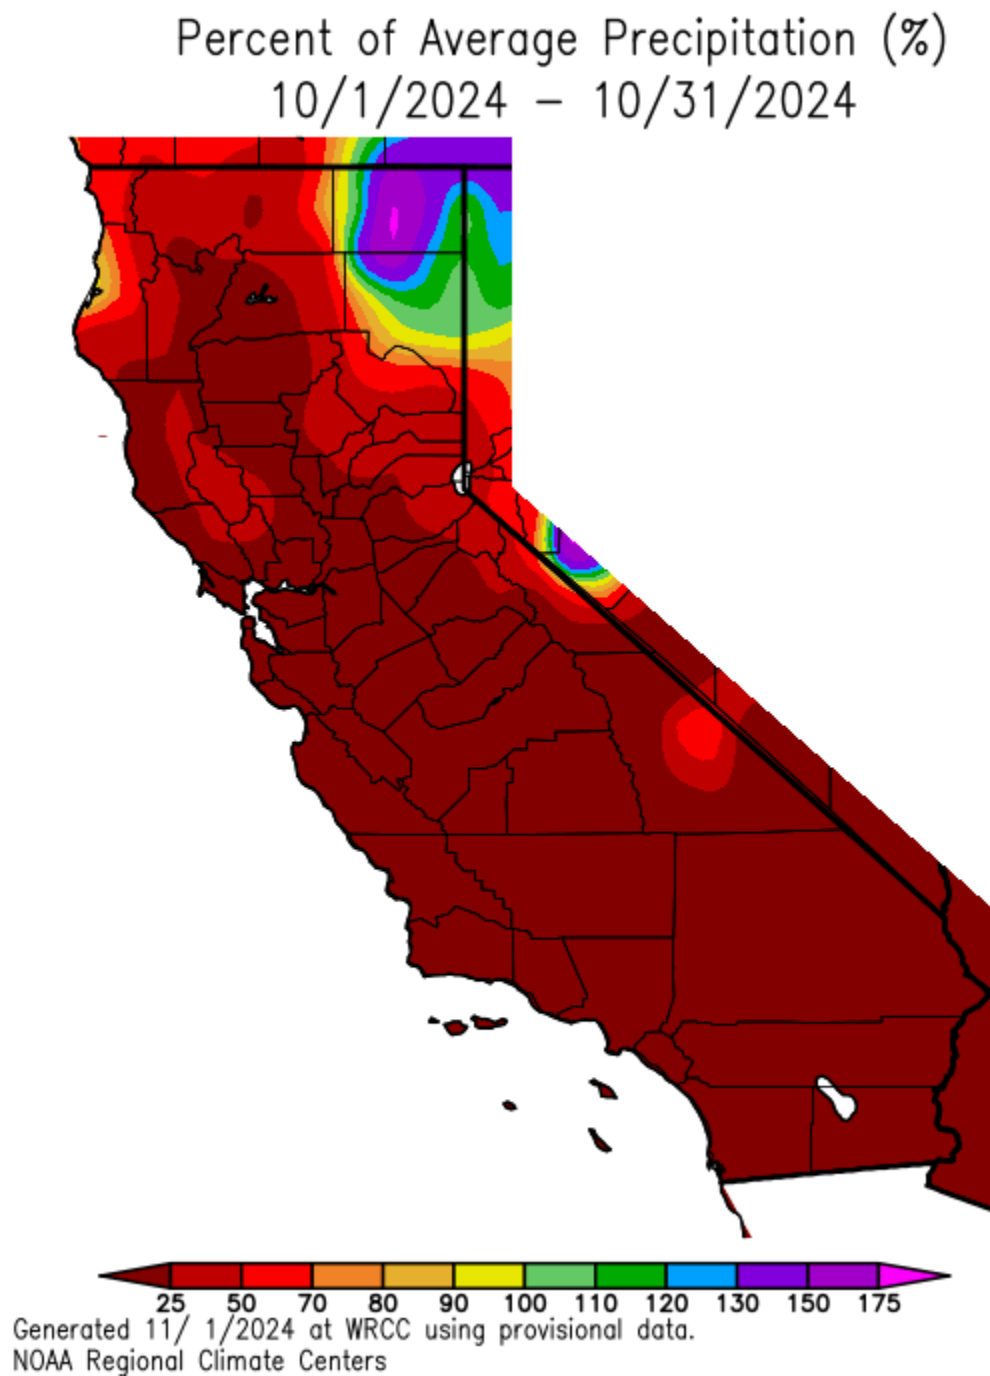 Percent of Average Precipitation (%)
10/1/2024 – 10/31/2024
25 50 70 80 90 100 110 120 130 150 175
Generated 11/ 1/2024 at WRCC using provisional data.
NOAA Regional Climate Centers